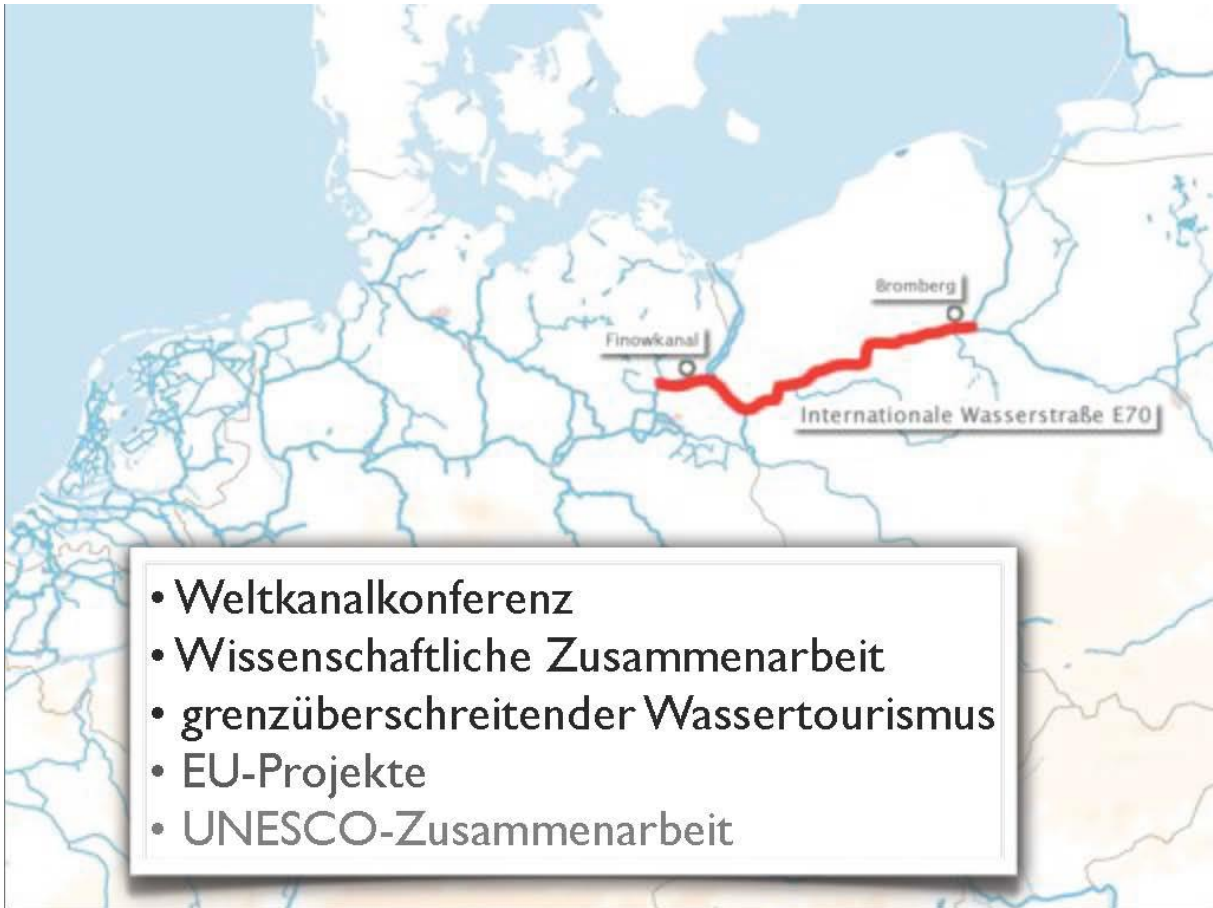 Bromberg
Finowkanal
Internationale Wasserstraße E70
• Weltkanalkonferenz
• Wissenschaftliche Zusammenarbeit
• grenzüberschreitender Wassertourismus
• EU-Projekte
• UNESCO-Zusammenarbeit